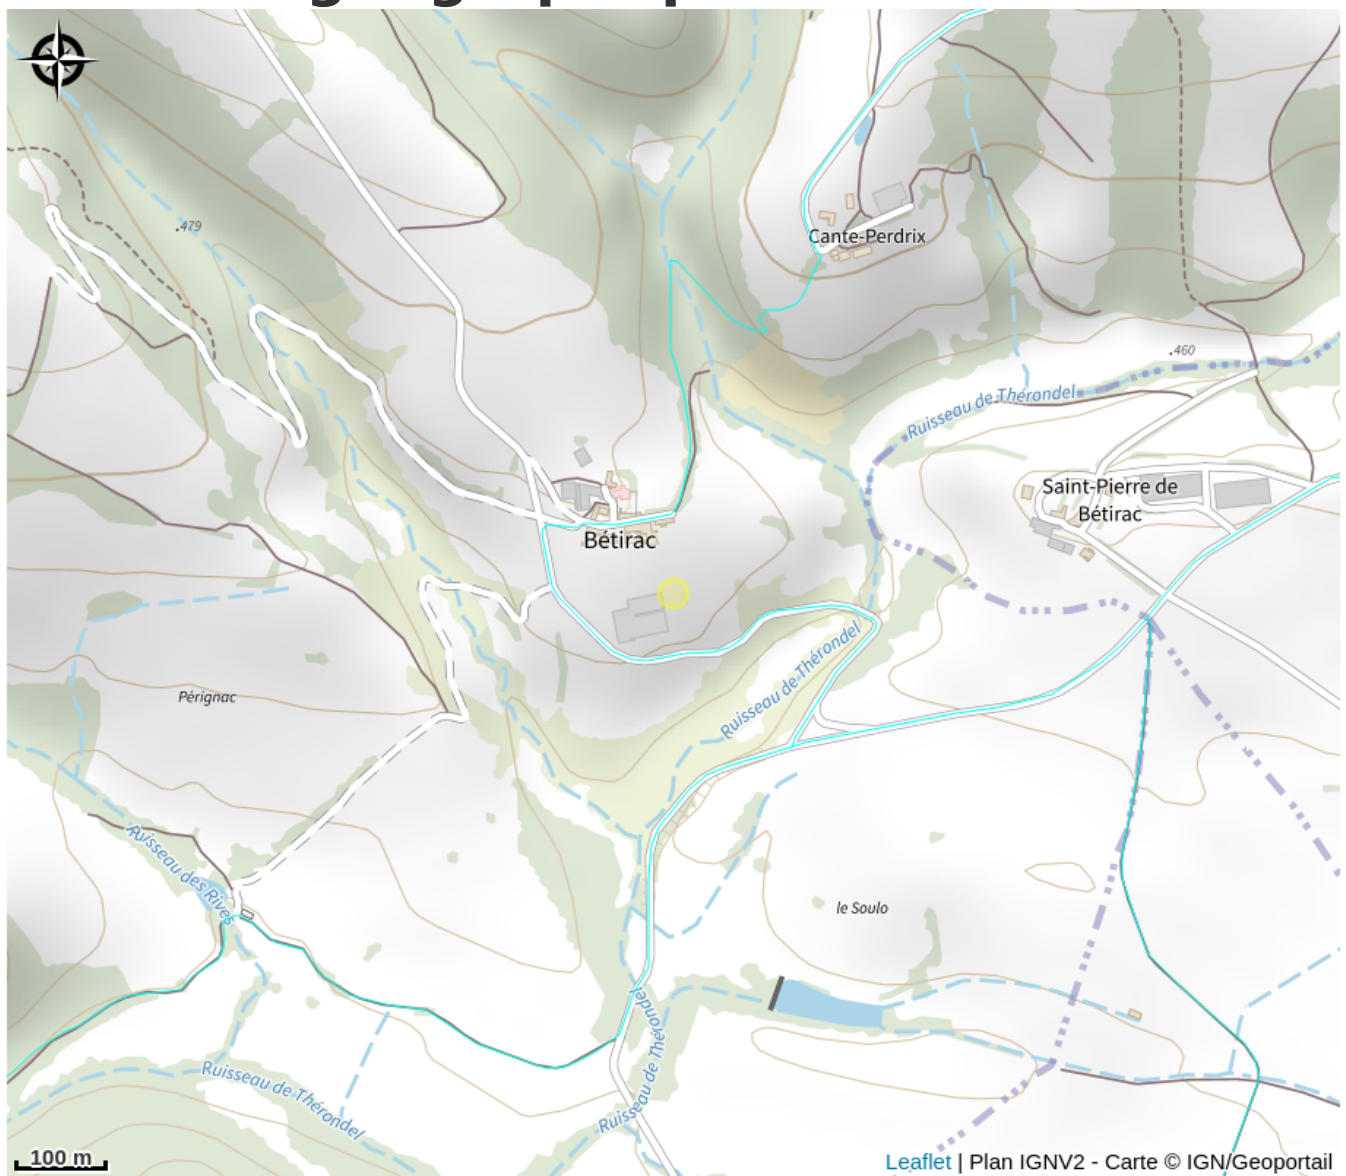 .479
Cante-Perdrix
.460
Ruisseau de Thérondel
Saint-Pierre de
Bétirac
Bétirac
Ruisseau de Thérondel
Pérignac
Ruisseau des Rives
le Soulo
Ruisseau de Thérondel
Ruisseau de Thérondel
100 m
Leaflet | Plan IGNV2 - Carte © IGN/Geoportail